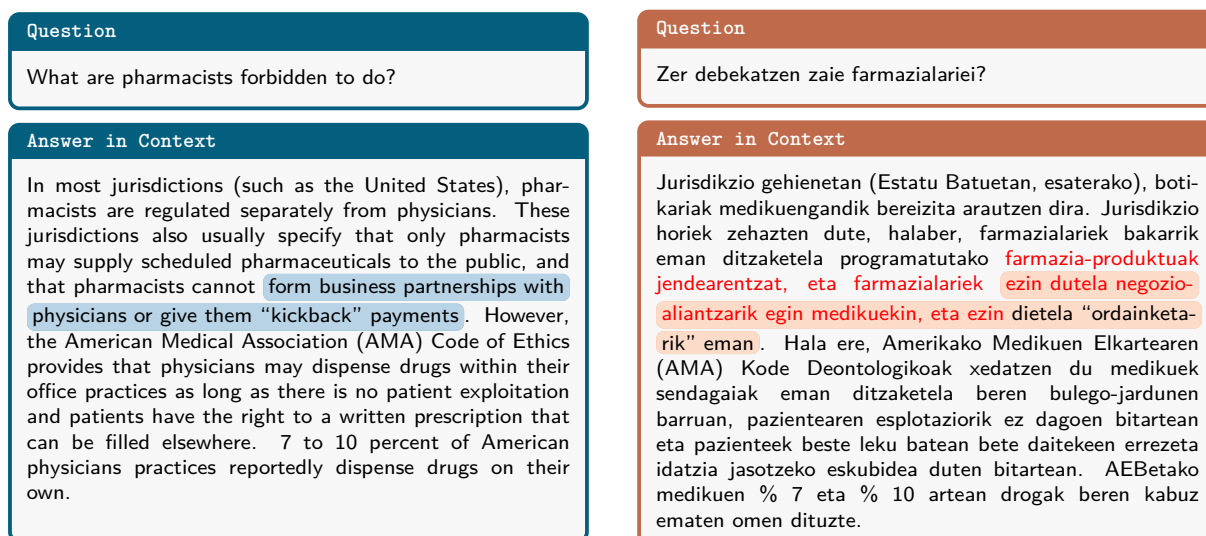 Question
What are pharmacists forbidden to do?
Answer in Context
In most jurisdictions (such as the United States), phar-
macists are regulated separately from physicians. These
jurisdictions also usually specify that only pharmacists
may supply scheduled pharmaceuticals to the public, and
that pharmacists cannot form business partnerships with
physicians or give them “kickback” payments. However,
the American Medical Association (AMA) Code of Ethics
provides that physicians may dispense drugs within their
office practices as long as there is no patient exploitation
and patients have the right to a written prescription that
can be filled elsewhere. 7 to 10 percent of American
physicians practices reportedly dispense drugs on their
own.
Question
Zer debekatzen zaie farmazialariei?
Answer in Context
Jurisdikzio gehienetan (Estatu Batuetan, esaterako), boti-
kariak medikuengandik bereizita arautzen dira. Jurisdikzio
horiek zehazten dute, halaber, farmazialariek bakarrik
eman ditzaketela programatutako farmazia-produktuak
jendearentzat, eta farmazialariek ezin dutela negozio-
aliantzarik egin medikuekin, eta ezin dietela “ordainketa-
rik” eman. Hala ere, Amerikako Medikuen Elkartearen
(AMA) Kode Deontologikoak xedatzen du medikuek
sendagaiak eman ditzaketela beren bulego-jardunen
barruan, pazientearen esplotaziorik ez dagoen bitartean
eta pazienteek beste leku batean bete daitekeen errezeta
idatzia jasotzeko eskubidea duten bitartean. AEBetako
medikuen % 7 eta % 10 artean drogak beren kabuz
ematen omen dituzte.